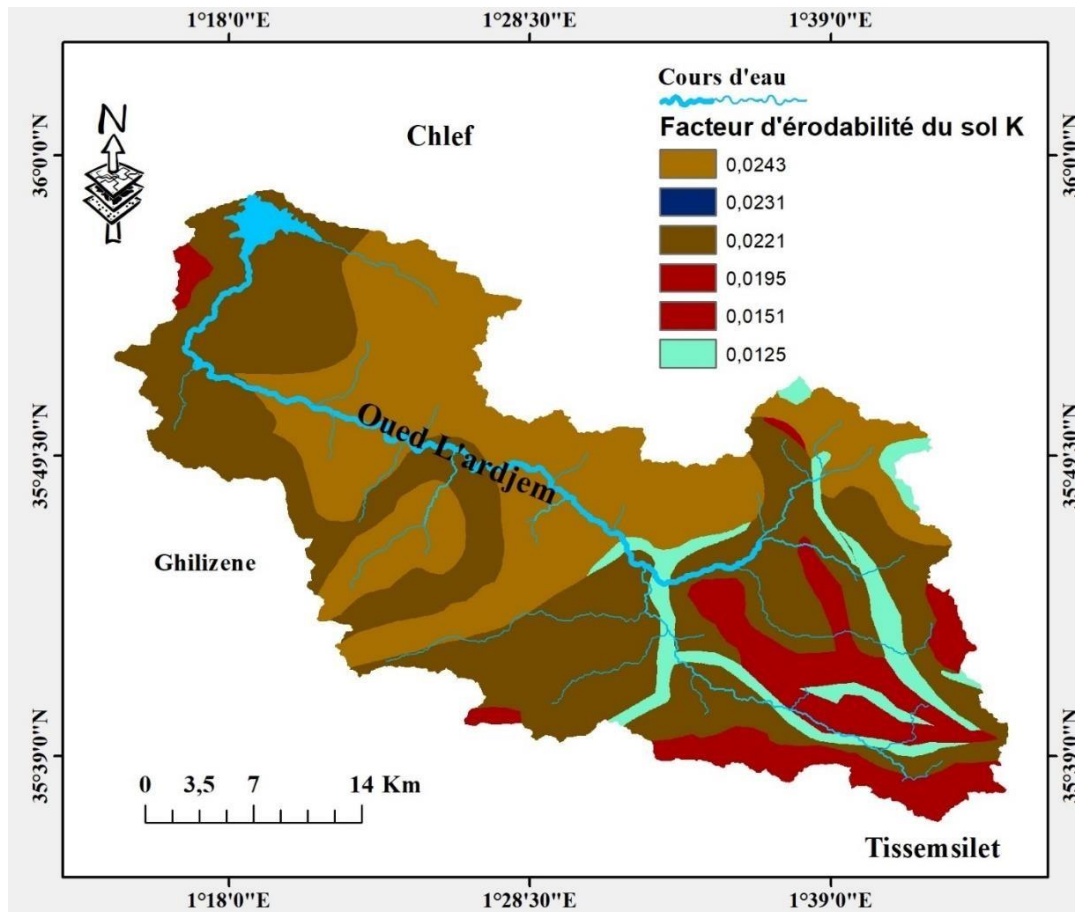 1°18'0"E
1°28'30"E
1°39'0"E
Cours d'eau
Facteur d'érodabilité du sol K
0,0243
0,0231
0,0221
0,0195
0,0151
0,0125
N
Chlef
36°0'0"N
36°0'0"N
35°49'30"N
35°49'30"N
Oued L'ardjem
Ghilizene
35°39'0"N
35°39'0"N
0 3,5 7 14 Km
Tissemsilet
1°18'0"E
1°28'30"E
1°39'0"E